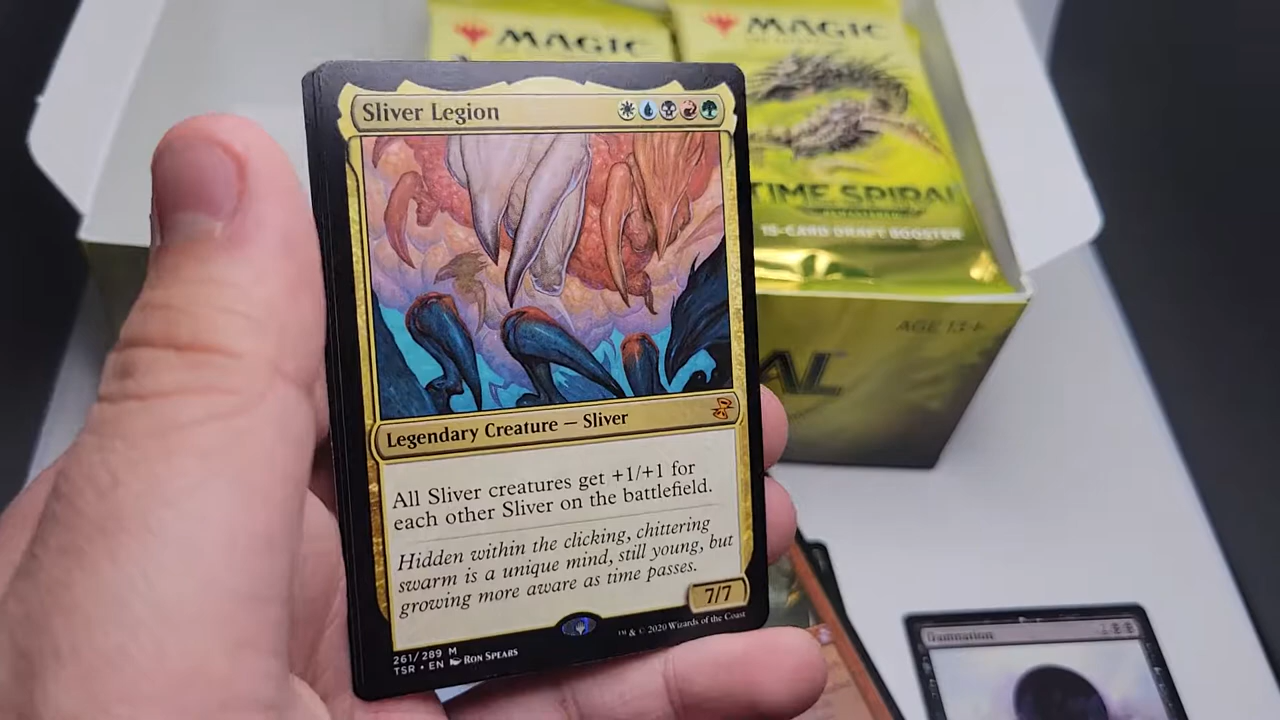 MAGIC
MAGIC
TIME SPIRAL
REMASTERED
15-CARD DRAFT BOOSTER
AGE 13+
AL
Sliver Legion
Legendary Creature — Sliver
All Sliver creatures get +1/+1 for
each other Sliver on the battlefield.
Hidden within the clicking, chittering
swarm is a unique mind, still young, but
growing more aware as time passes.
7/7
™ & © 2020 Wizards of the Coast
261/289 M
TSR • EN RON SPEARS
Damnation